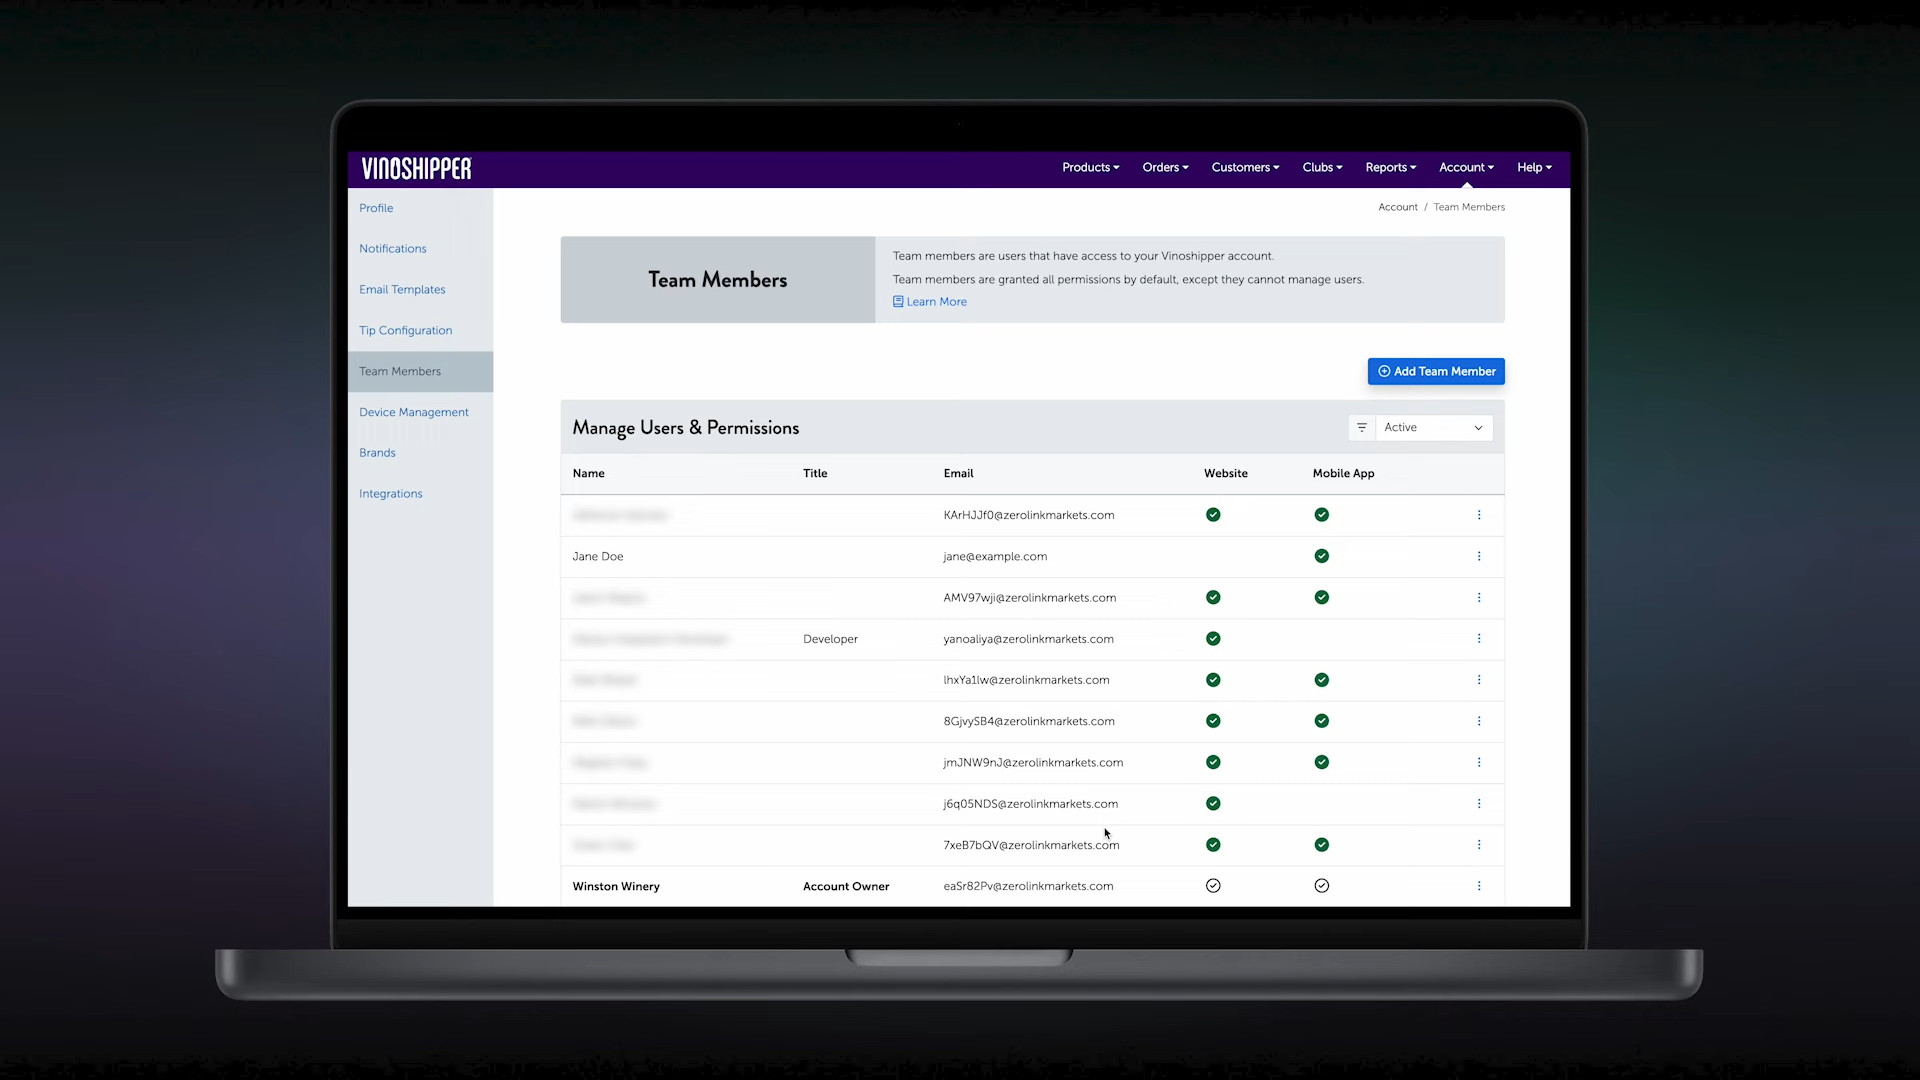 VINOSHIPPER
Products Orders Customers Clubs Reports Account Help
Profile
Notifications
Email Templates
Tip Configuration
Team Members
Device Management
Brands
Integrations
Account / Team Members
Team Members
Team members are users that have access to your Vinoshipper account.
Team members are granted all permissions by default, except they cannot manage users.
Learn More
Add Team Member
Manage Users & Permissions
Active
Name Title Email Website Mobile App
KArHJJf0@zerolinkmarkets.com
Jane Doe jane@example.com
AMV97wji@zerolinkmarkets.com
Developer yanoaliya@zerolinkmarkets.com
lhxYa1lw@zerolinkmarkets.com
8GjvySB4@zerolinkmarkets.com
jmJNW9nJ@zerolinkmarkets.com
j6q05NDS@zerolinkmarkets.com
7xeB7bQV@zerolinkmarkets.com
Winston Winery Account Owner eaSr82Pv@zerolinkmarkets.com